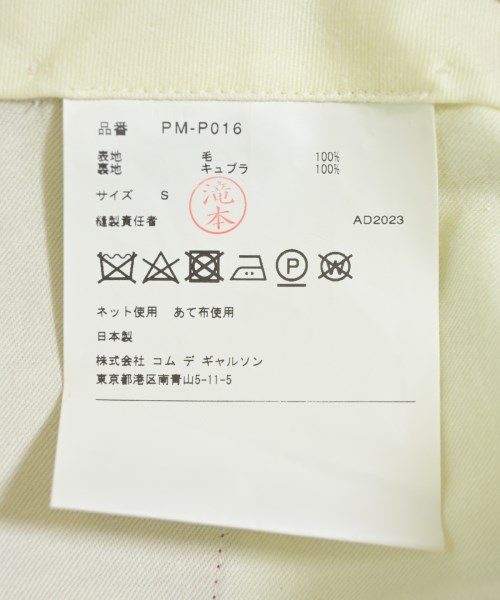 品番 PM-P016
表地 毛 100%
裏地 キュプラ 100%
サイズ S
滝本
縫製責任者 AD2023
P W
ネット使用 あて布使用
日本製
株式会社 コム デ ギャルソン
東京都港区南青山5-11-5